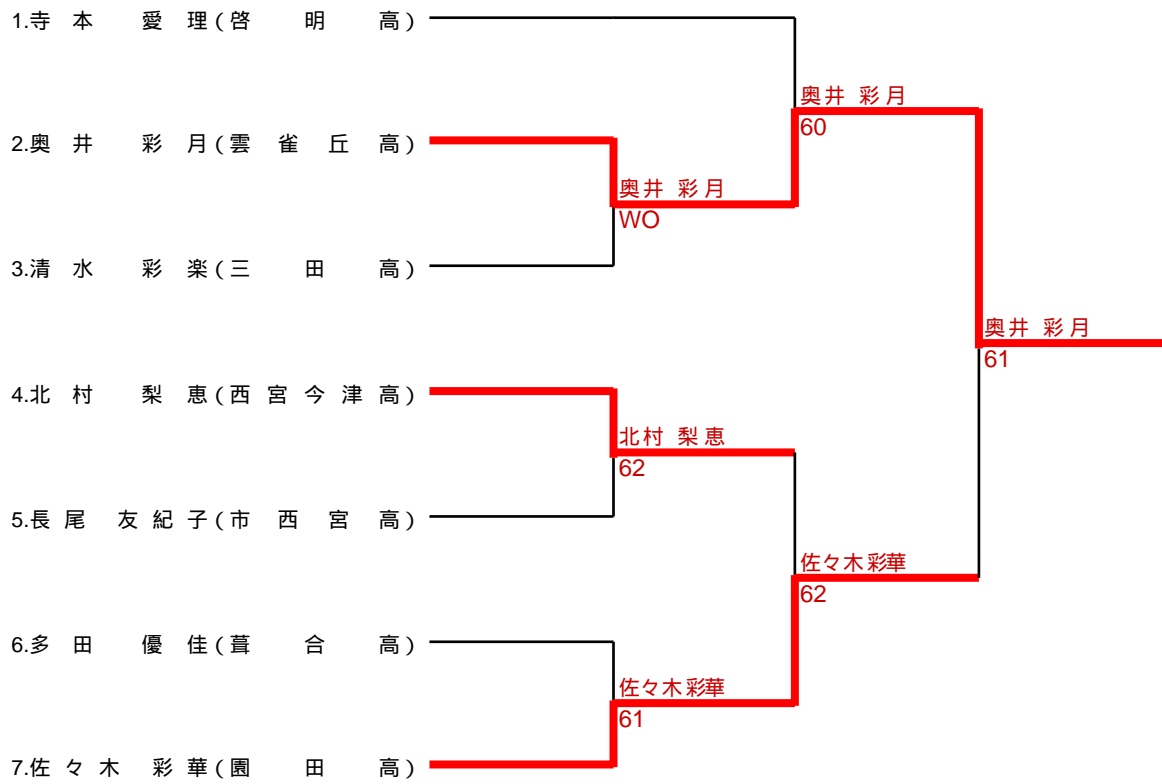 1.寺本 愛理(啓明高)
奥井 彩月
60
2.奥井 彩月(雲雀丘高)
奥井 彩月
WO
3.清水 彩楽(三田高)
奥井 彩月
61
4.北村 梨恵(西宮今津高)
北村 梨恵
62
5.長尾 友紀子(市西宮高)
佐々木 彩華
62
6.多田 優佳(葺合高)
佐々木 彩華
61
7.佐々木 彩華(園田高)